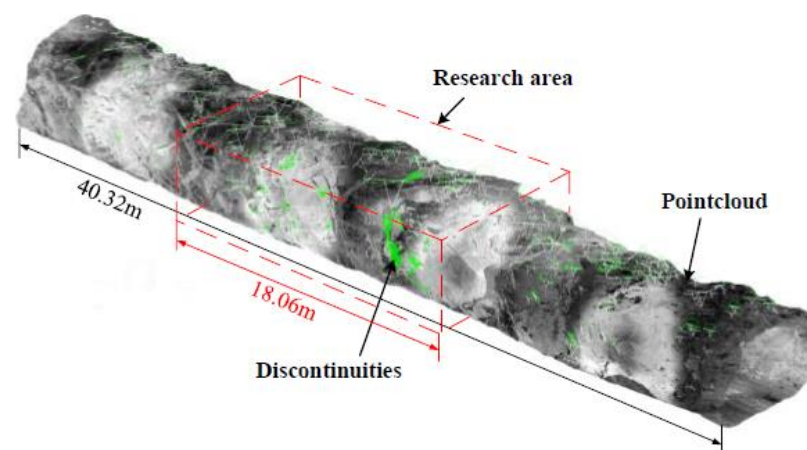 Research area
Pointcloud
40.32m
18.06m
Discontinuities